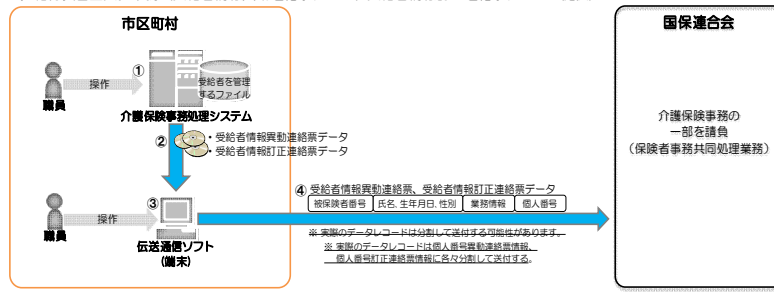 市区町村
国保連合会
①
操作
職員
受給者を管理
するファイル
介護保険事務処理システム
②
・受給者情報異動連絡票データ
・受給者情報訂正連絡票データ
介護保険事務の
一部を請負
(保険者事務共同処理業務)
③
操作
職員
伝送通信ソフト
(端末)
④ 受給者情報異動連絡票、受給者情報訂正連絡票データ
被保険者番号 氏名、生年月日、性別 業務情報 個人番号
※ 実際のデータレコードは分割して送付する可能性があります。
※ 実際のデータレコードは個人番号異動連絡票情報、
個人番号訂正連絡票情報に各々分割して送付する。